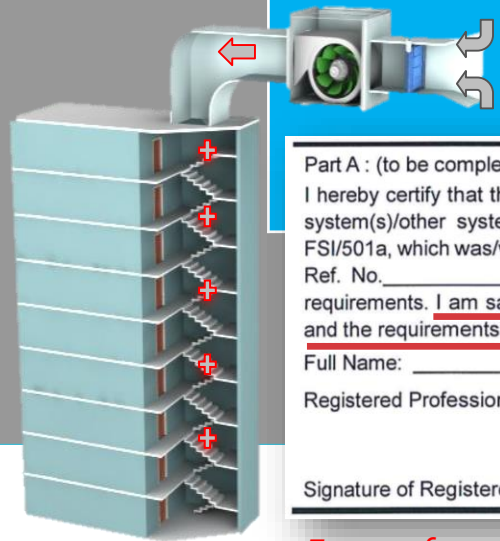 Part A : (to be comple
I hereby certify that th
system(s)/other syste
FSI/501a, which was/
Ref. No.
requirements. I am sa
and the requirements
Full Name:
Registered Profession
Signature of Registere